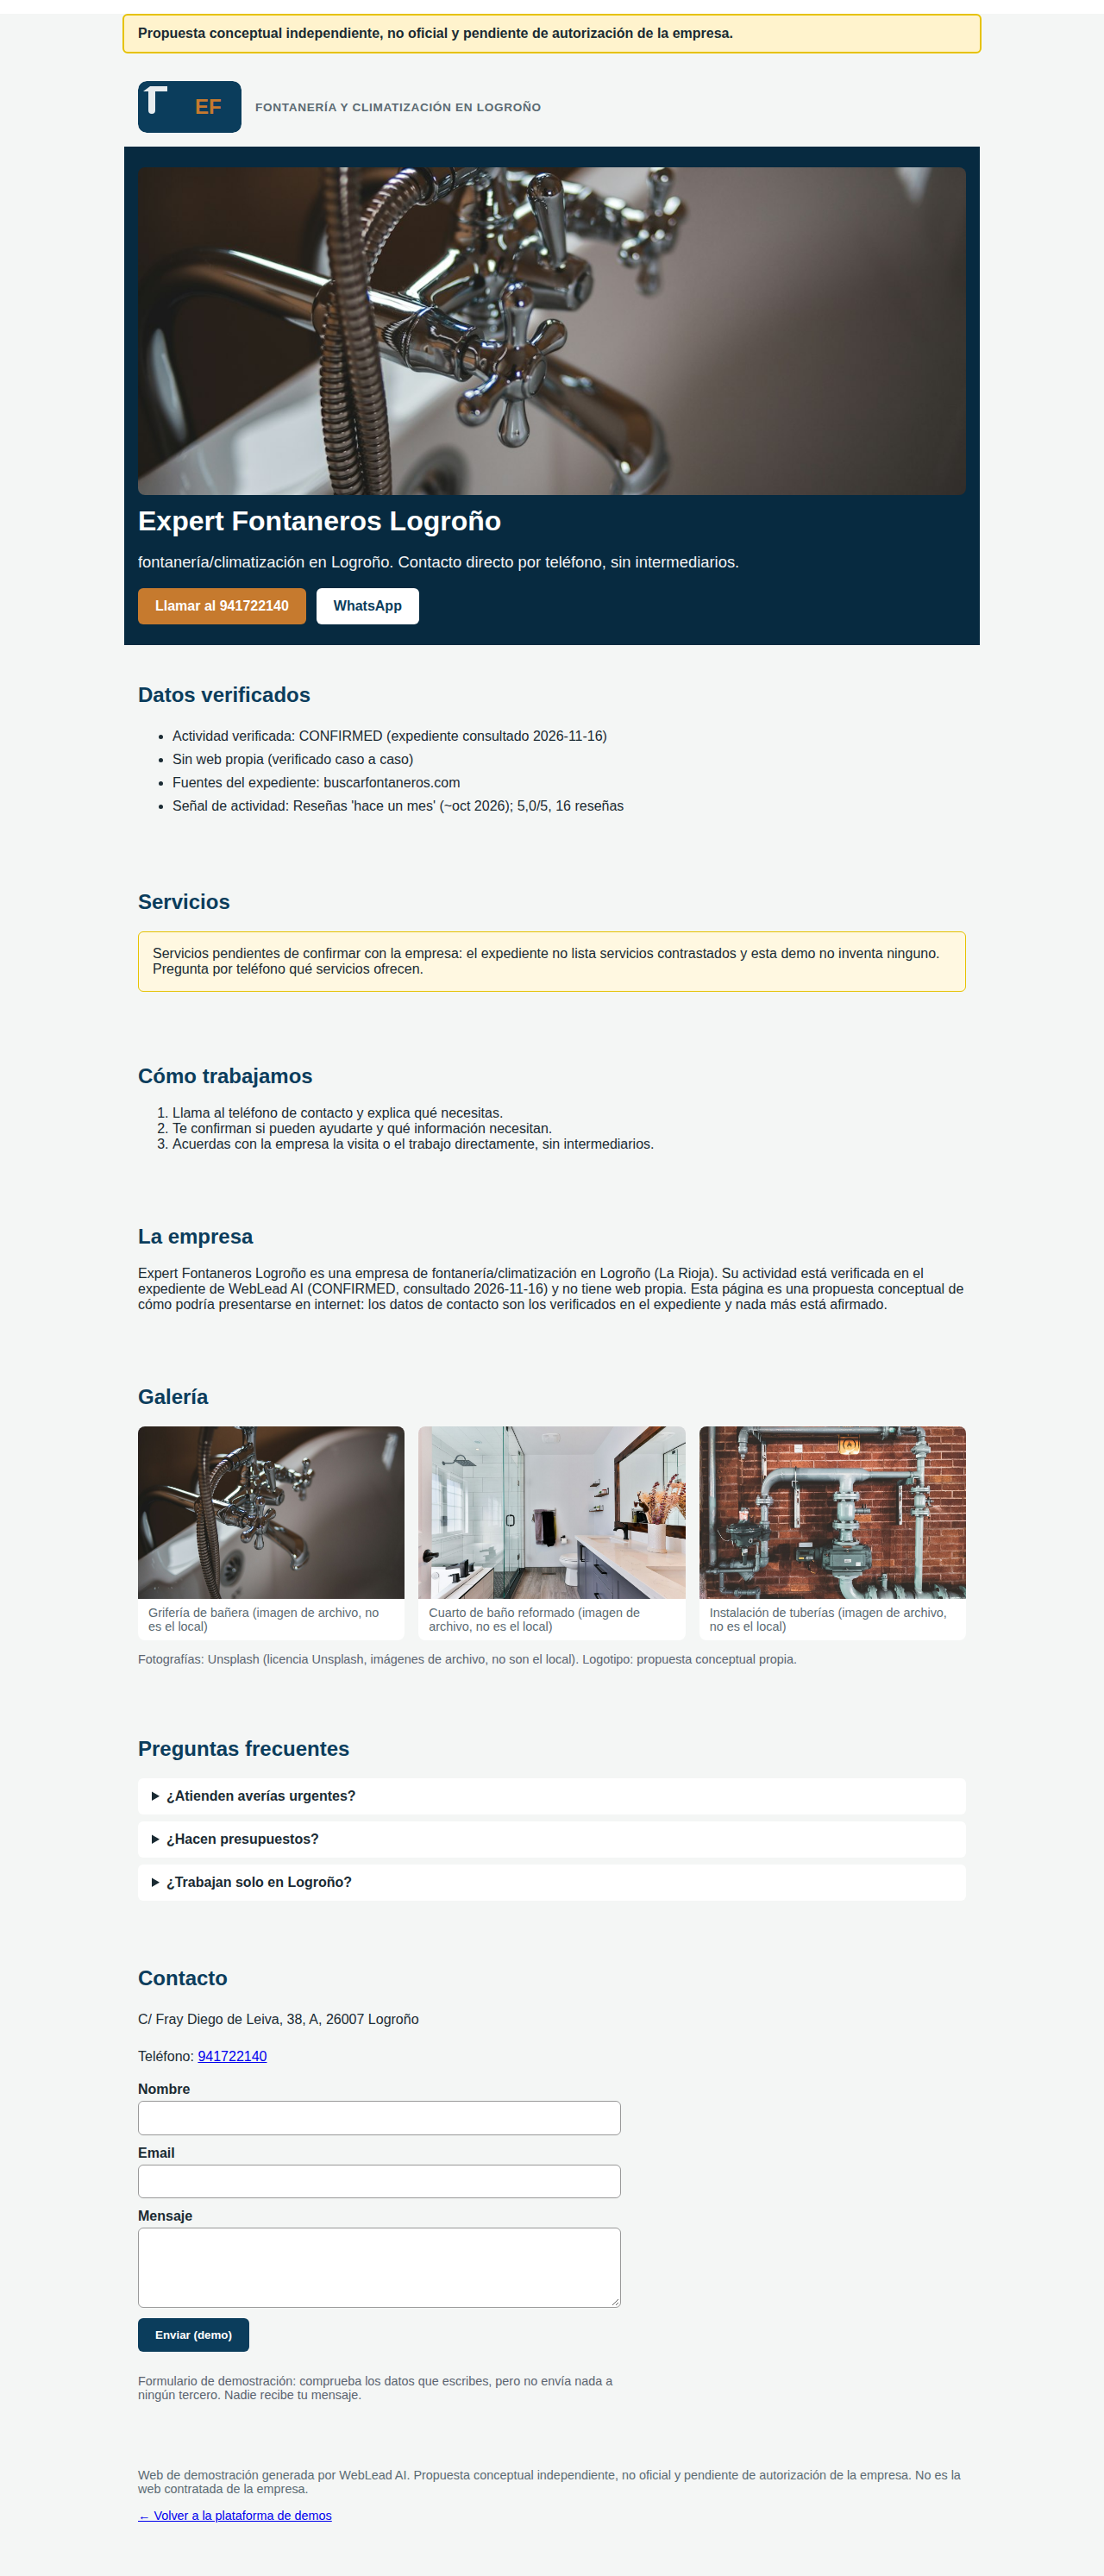 Propuesta conceptual independiente, no oficial y pendiente de autorización de la empresa.
EF
FONTANERÍA Y CLIMATIZACIÓN EN LOGROÑO
Expert Fontaneros Logroño
fontanería/climatización en Logroño. Contacto directo por teléfono, sin intermediarios.
Llamar al 941722140
WhatsApp
Datos verificados
Actividad verificada: CONFIRMED (expediente consultado 2026-11-16)
Sin web propia (verificado caso a caso)
Fuentes del expediente: buscarfontaneros.com
Señal de actividad: Reseñas 'hace un mes' (~oct 2026); 5,0/5, 16 reseñas
Servicios
Servicios pendientes de confirmar con la empresa: el expediente no lista servicios contrastados y esta demo no inventa ninguno.
Pregunta por teléfono qué servicios ofrecen.
Cómo trabajamos
1. Llama al teléfono de contacto y explica qué necesitas.
2. Te confirman si pueden ayudarte y qué información necesitan.
3. Acuerdas con la empresa la visita o el trabajo directamente, sin intermediarios.
La empresa
Expert Fontaneros Logroño es una empresa de fontanería/climatización en Logroño (La Rioja). Su actividad está verificada en el
expediente de WebLead AI (CONFIRMED, consultado 2026-11-16) y no tiene web propia. Esta página es una propuesta conceptual de
cómo podría presentarse en internet: los datos de contacto son los verificados en el expediente y nada más está afirmado.
Galería
Grifería de bañera (imagen de archivo, no
es el local)
Cuarto de baño reformado (imagen de
archivo, no es el local)
Instalación de tuberías (imagen de archivo,
no es el local)
Fotografías: Unsplash (licencia Unsplash, imágenes de archivo, no son el local). Logotipo: propuesta conceptual propia.
Preguntas frecuentes
¿Atienden averías urgentes?
¿Hacen presupuestos?
¿Trabajan solo en Logroño?
Contacto
C/ Fray Diego de Leiva, 38, A, 26007 Logroño
Teléfono: 941722140
Nombre
Email
Mensaje
Enviar (demo)
Formulario de demostración: comprueba los datos que escribes, pero no envía nada a
ningún tercero. Nadie recibe tu mensaje.
Web de demostración generada por WebLead AI. Propuesta conceptual independiente, no oficial y pendiente de autorización de la empresa. No es la
web contratada de la empresa.
← Volver a la plataforma de demos